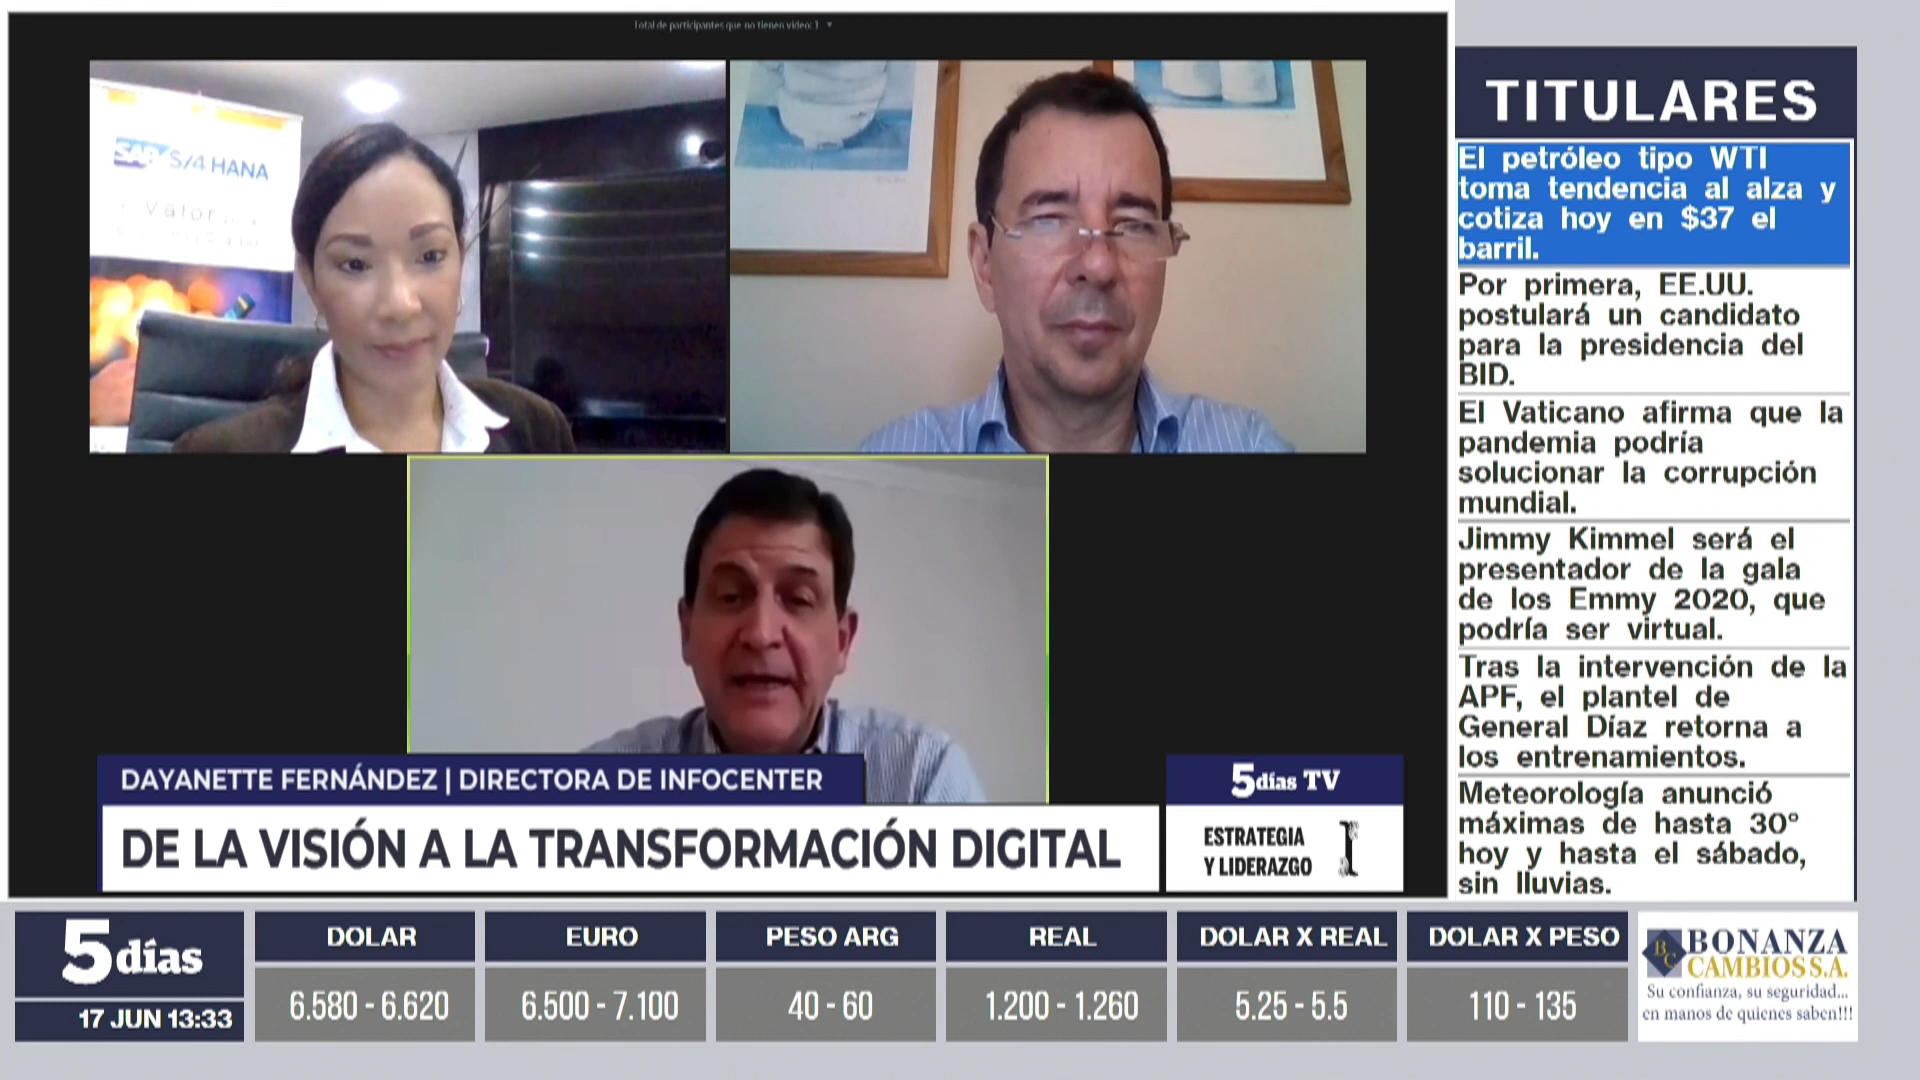 Total de participantes que no tienen video: 1
SAP S/4 HANA
Valor
TITULARES
El petróleo tipo WTI
toma tendencia al alza y
cotiza hoy en $37 el
barril.
Por primera, EE.UU.
postulará un candidato
para la presidencia del
BID.
El Vaticano afirma que la
pandemia podría
solucionar la corrupción
mundial.
Jimmy Kimmel será el
presentador de la gala
de los Emmy 2020, que
podría ser virtual.
Tras la intervención de la
APF, el plantel de
General Díaz retorna a
los entrenamientos.
Meteorología anunció
máximas de hasta 30°
hoy y hasta el sábado,
sin lluvias.
DAYANETTE FERNÁNDEZ | DIRECTORA DE INFOCENTER
DE LA VISIÓN A LA TRANSFORMACIÓN DIGITAL
5días TV
ESTRATEGIA
Y LIDERAZGO
5días
17 JUN 13:33
DOLAR
6.580 - 6.620
EURO
6.500 - 7.100
PESO ARG
40 - 60
REAL
1.200 - 1.260
DOLAR X REAL
5.25 - 5.5
DOLAR X PESO
110 - 135
BC BONANZA
CAMBIOS S.A.
Su confianza, su seguridad...
en manos de quienes saben!!!